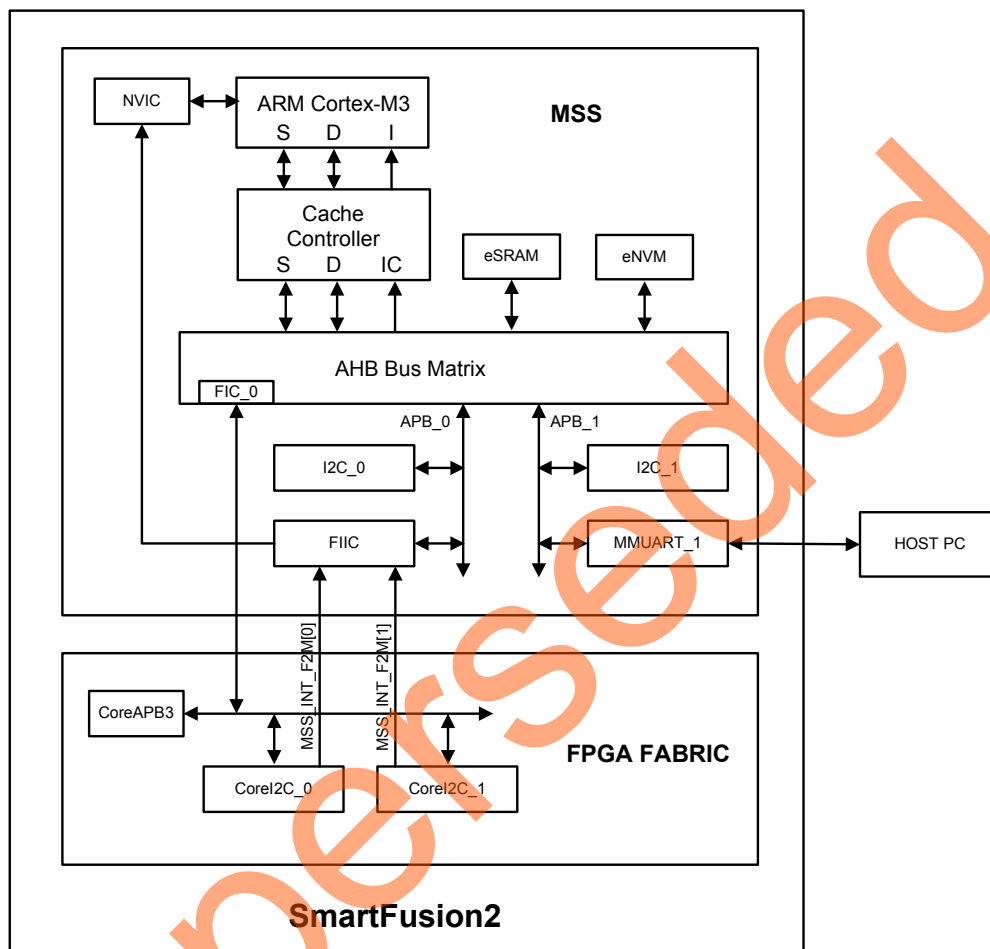 NVIC
ARM Cortex-M3
S D I
MSS
Cache
Controller
S D IC
eSRAM
eNVM
AHB Bus Matrix
FIC_0
APB_0
APB_1
I2C_0
I2C_1
FIIC
MMUART_1
HOST PC
MSS_INT_F2M[0]
MSS_INT_F2M[1]
CoreAPB3
FPGA FABRIC
CoreI2C_0
CoreI2C_1
SmartFusion2
perseded